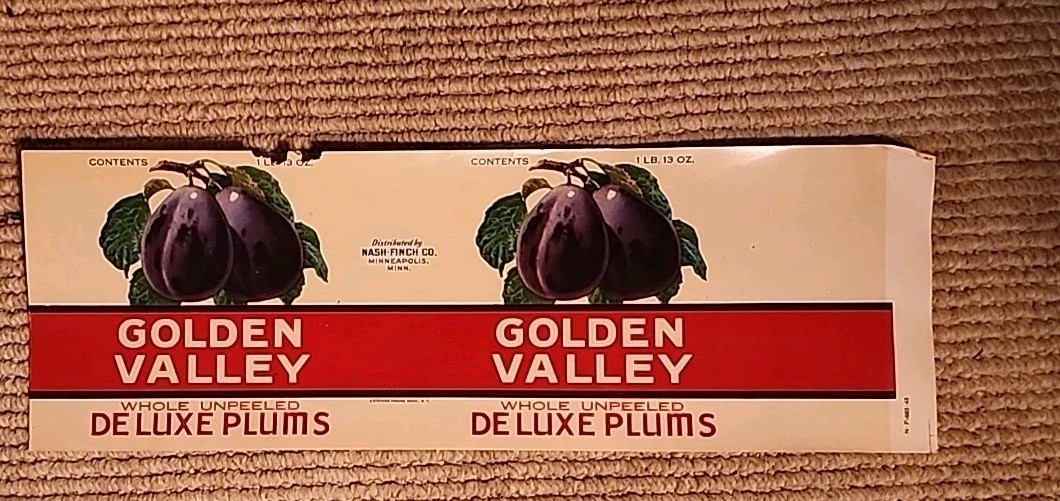 CONTENTS 1 LB, 13 OZ.
GOLDEN
VALLEY
WHOLE UNPEELED
DE LUXE PLUMS
Distributed by
NASH-FINCH CO.
MINNEAPOLIS,
MINN.
CONTENTS 1 LB, 13 OZ.
GOLDEN
VALLEY
WHOLE UNPEELED
DE LUXE PLUMS